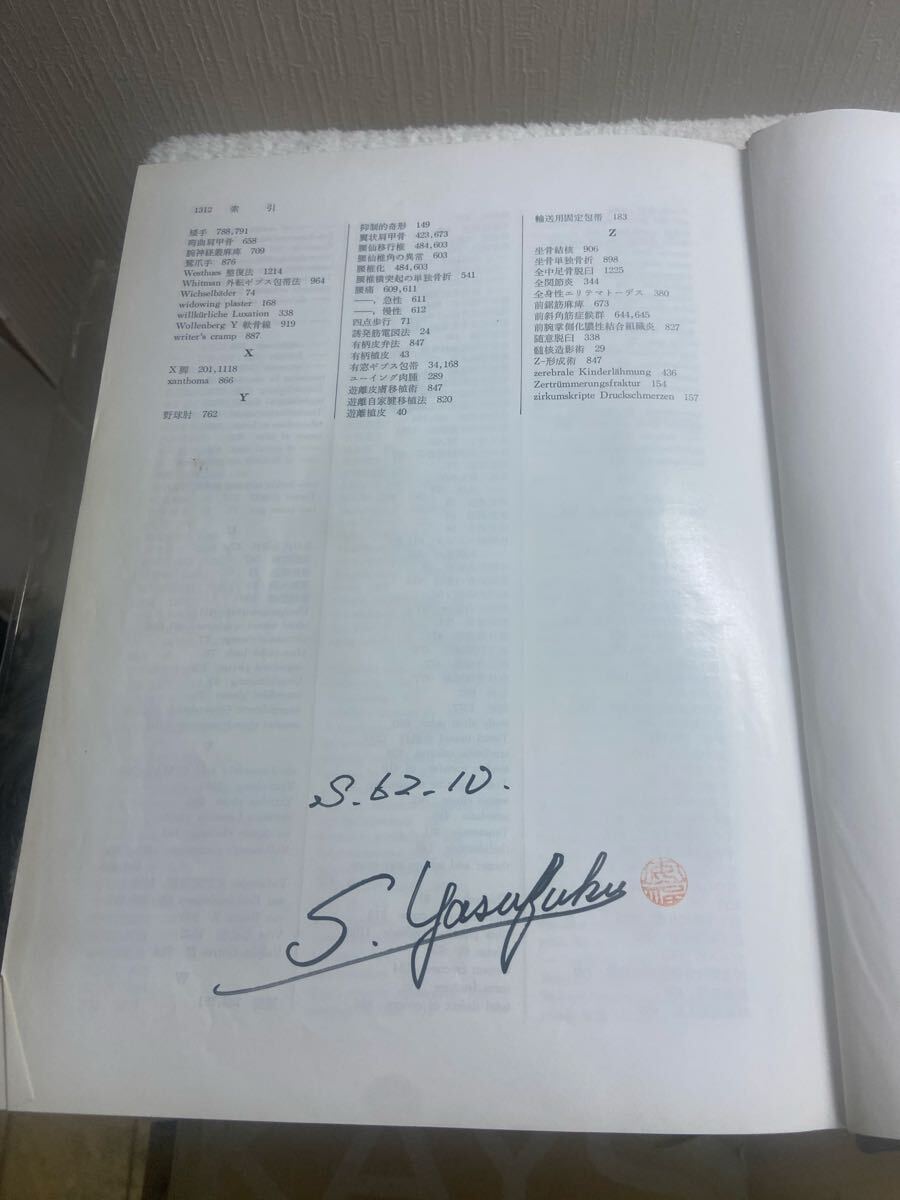 1312 索 引
矮手 788,791
弯曲肩甲骨 658
腕神経叢麻痺 709
鷲爪手 876
Westhues 整復法 1214
Whitman 外転ギプス包帯法 964
Wichselbäder 74
widowing plaster 168
willkürliche Luxation 338
Wollenberg Y 軟骨線 919
writer's cramp 887
X
X脚 201,1118
xanthoma 866
Y
野球肘 762
抑制的奇形 149
翼状肩甲骨 423,673
腰仙移行椎 484,603
腰仙椎角の異常 603
腰椎化 484,603
腰椎横突起の単独骨折 541
腰痛 609,611
——, 急性 611
——, 慢性 612
四点歩行 71
誘発筋電図法 24
有柄皮弁法 847
有柄植皮 43
有窓ギプス包帯 34,168
ユーイング肉腫 289
遊離皮膚移植術 847
遊離自家腱移植法 820
遊離植皮 40
輸送用固定包帯 183
Z
坐骨結核 906
坐骨単独骨折 898
全中足骨脱臼 1225
全関節炎 344
全身性エリテマトーデス 380
前鋸筋麻痺 673
前斜角筋症候群 644,645
前腕掌側化膿性結合組織炎 827
随意脱臼 338
髄核造影術 29
Z-形成術 847
zerebrale Kinderlähmung 436
Zertrümmerungsfraktur 154
zirkumskripte Druckschmerzen 157
S.62-10.
S. Yasufuku